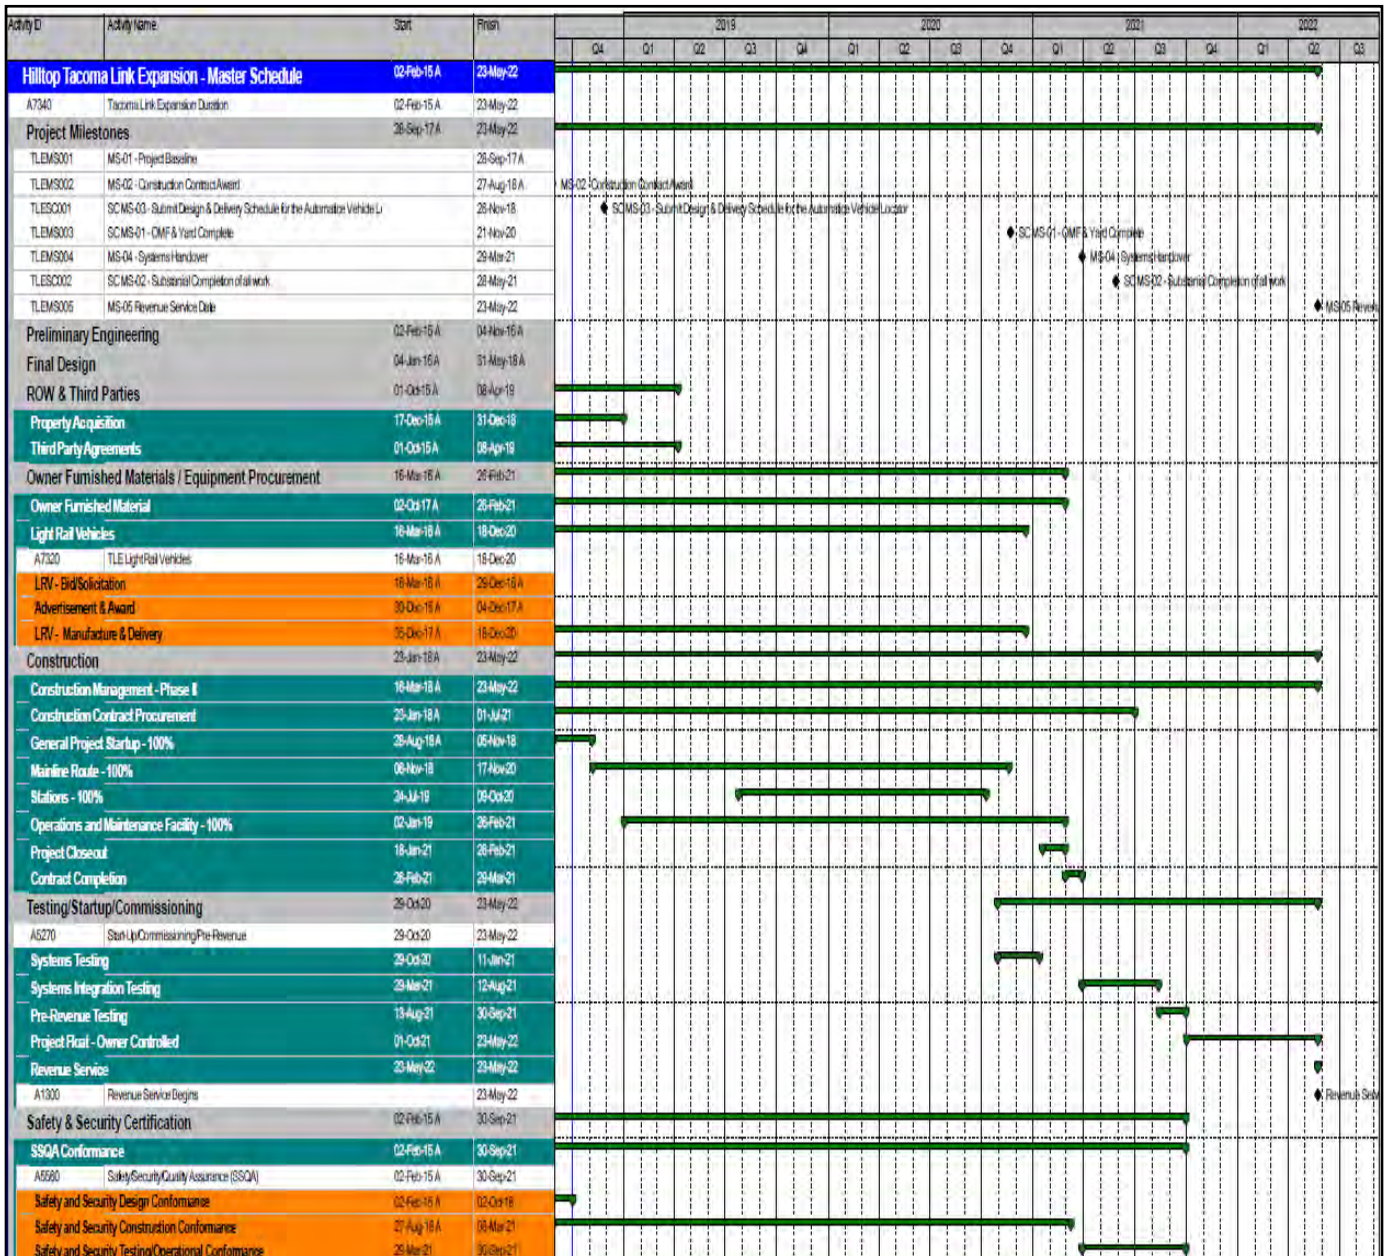 Activity ID Activity Name Start Finish 2019 2020 2021 2022
Q4 Q1 Q2 Q3 Q4 Q1 Q2 Q3 Q4 Q1 Q2 Q3 Q4 Q1 Q2 Q3
Hilltop Tacoma Link Expansion - Master Schedule 02-Feb-15 A 23-May-22
A7340 Tacoma Link Expansion Duration 02-Feb-15 A 23-May-22
Project Milestones 28-Sep-17 A 23-May-22
TLEMS001 MS-01 - Project Baseline 28-Sep-17 A
TLEMS002 MS-02 - Construction Contract Award 27-Aug-18 A MS-02 - Construction Contract Award
TLESC001 SC MS-03 - Submit Design & Delivery Schedule for the Automatice Vehicle L 26-Nov-18 SC MS-03 - Submit Design & Delivery Schedule for the Automatice Vehicle Locator
TLEMS003 SC MS-01 - OMF & Yard Complete 21-Nov-20 SC MS-01 - OMF & Yard Complete
TLEMS004 MS-04 - Systems Handover 29-Mar-21 MS-04 - Systems Handover
TLESC002 SC MS-02 - Substanial Completion of all work 28-May-21 SC MS-02 - Substanial Completion of all work
TLEMS005 MS-05 Revenue Service Date 23-May-22 MS-05 Reven
Preliminary Engineering 02-Feb-15 A 04-Nov-16 A
Final Design 04-Jan-16 A 31-May-18 A
ROW & Third Parties 01-Oct-15 A 08-Apr-19
Property Acquisition 17-Dec-15 A 31-Dec-18
Third Party Agreements 01-Oct-15 A 08-Apr-19
Owner Furnished Materials / Equipment Procurement 16-Mar-16 A 26-Feb-21
Owner Furnished Material 02-Oct-17 A 26-Feb-21
Light Rail Vehicles 16-Mar-16 A 18-Dec-20
A7320 TLE Light Rail Vehicles 16-Mar-16 A 18-Dec-20
LRV - Bid/Solicitation 16-Mar-16 A 29-Dec-16 A
Advertisement & Award 30-Dec-16 A 04-Dec-17 A
LRV - Manufacture & Delivery 05-Dec-17 A 18-Dec-20
Construction 23-Jan-18 A 23-May-22
Construction Management - Phase II 16-Mar-18 A 23-May-22
Construction Contract Procurement 23-Jan-18 A 01-Jul-21
General Project Startup - 100% 28-Aug-18 A 05-Nov-18
Mainline Route - 100% 06-Nov-18 17-Nov-20
Stations - 100% 24-Jul-19 09-Oct-20
Operations and Maintenance Facility - 100% 02-Jan-19 26-Feb-21
Project Closeout 18-Jan-21 26-Feb-21
Contract Completion 26-Feb-21 29-Mar-21
Testing/Startup/Commissioning 29-Oct-20 23-May-22
A5270 Start-Up/Commissioning/Pre-Revenue 29-Oct-20 23-May-22
Systems Testing 29-Oct-20 11-Jan-21
Systems Integration Testing 29-Mar-21 12-Aug-21
Pre-Revenue Testing 13-Aug-21 30-Sep-21
Project Float - Owner Controlled 01-Oct-21 23-May-22
Revenue Service 23-May-22 23-May-22
A1300 Revenue Service Begins 23-May-22 Revenue Serv
Safety & Security Certification 02-Feb-15 A 30-Sep-21
SSQA Conformance 02-Feb-15 A 30-Sep-21
A5560 Safety/Security/Quality Assurance (SSQA) 02-Feb-15 A 30-Sep-21
Safety and Security Design Conformance 02-Feb-15 A 02-Oct-18
Safety and Security Construction Conformance 27-Aug-18 A 08-Mar-21
Safety and Security Testing/Operational Conformance 29-Mar-21 30-Sep-21